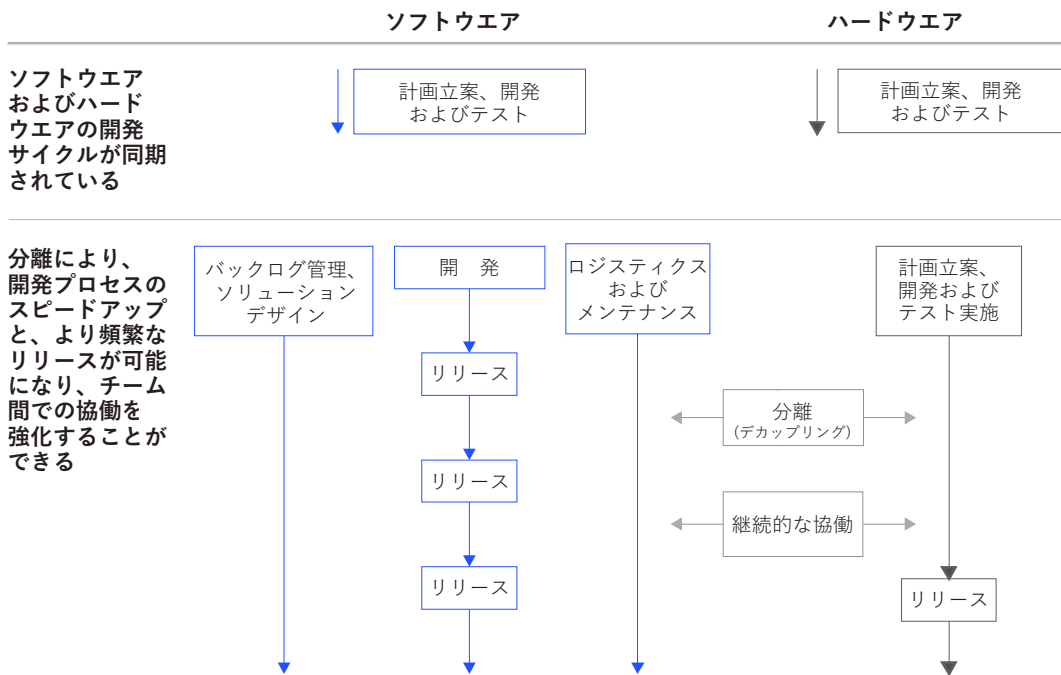 ソフトウエア
ハードウエア
ソフトウエア
およびハード
ウエアの開発
サイクルが同期
されている
計画立案、開発
およびテスト
計画立案、開発
およびテスト
分離により、
開発プロセスの
スピードアップ
と、より頻繁な
リリースが可能
になり、チーム
間での協働を
強化することが
できる
バックログ管理、
ソリューション
デザイン
開　発
リリース
リリース
リリース
ロジスティクス
および
メンテナンス
分離
(デカップリング)
継続的な協働
計画立案、
開発および
テスト実施
リリース